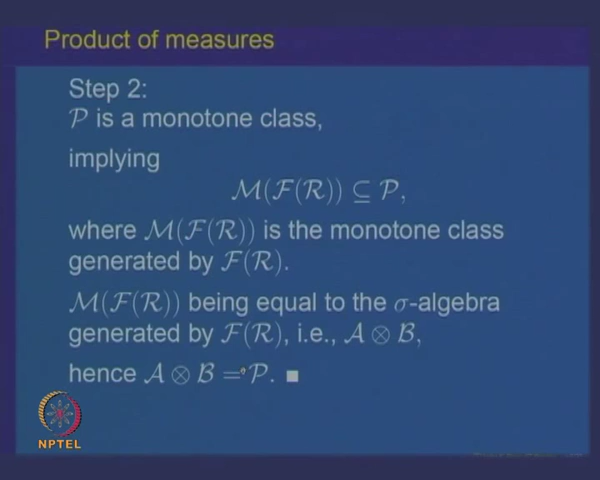 Product of measures
Step 2:
𝒫 is a monotone class,
implying
ℳ(ℱ(ℛ)) ⊆ 𝒫,
where ℳ(ℱ(ℛ)) is the monotone class
generated by ℱ(ℛ).
ℳ(ℱ(ℛ)) being equal to the σ-algebra
generated by ℱ(ℛ), i.e., 𝒜 ⊗ ℬ,
hence 𝒜 ⊗ ℬ = 𝒫. ■
NPTEL